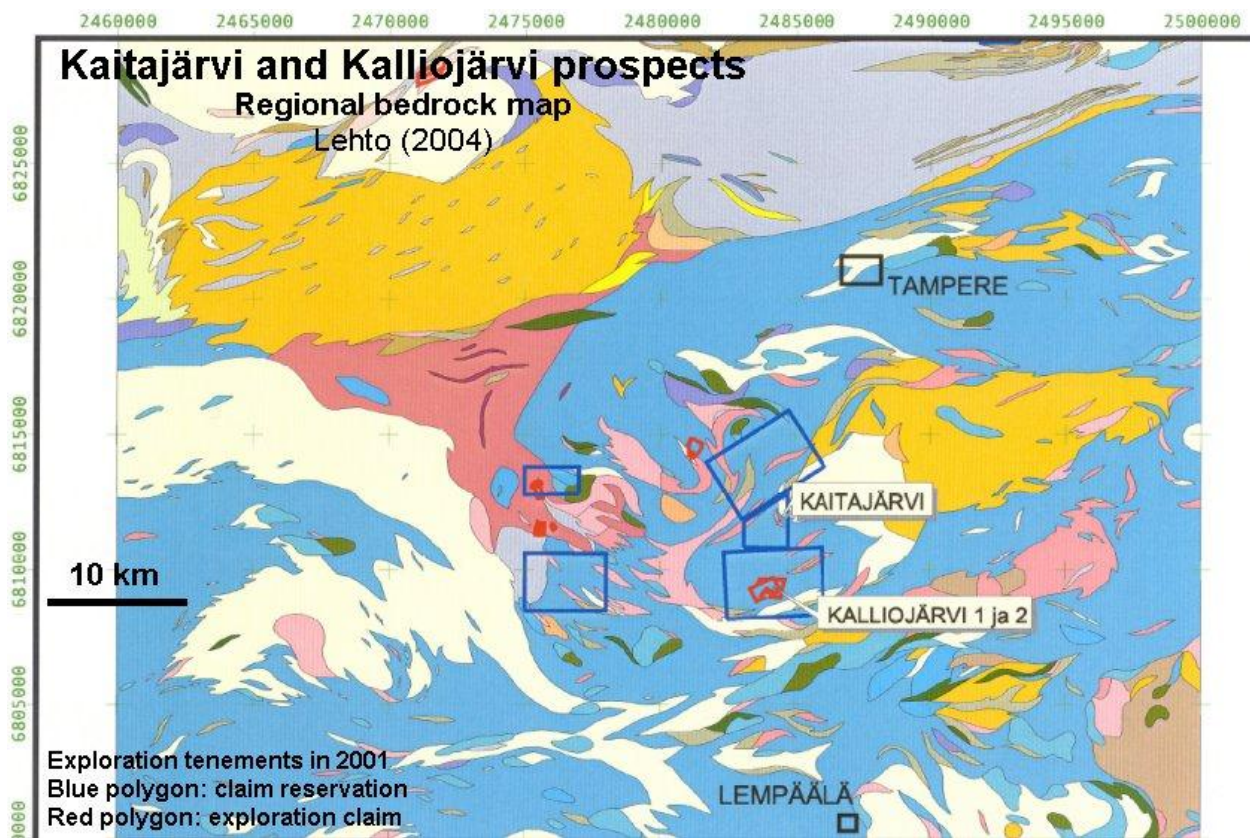 2460000 2465000 2470000 2475000 2480000 2485000 2490000 2495000 2500000
Kaitajärvi and Kalliojärvi prospects
Regional bedrock map
Lehto (2004)
6825000
TAMPERE
6820000
6815000
KAITAJÄRVI
6810000
10 km
KALLIOJÄRVI 1 ja 2
6805000
Exploration tenements in 2001
Blue polygon: claim reservation
LEMPÄÄLÄ
Red polygon: exploration claim